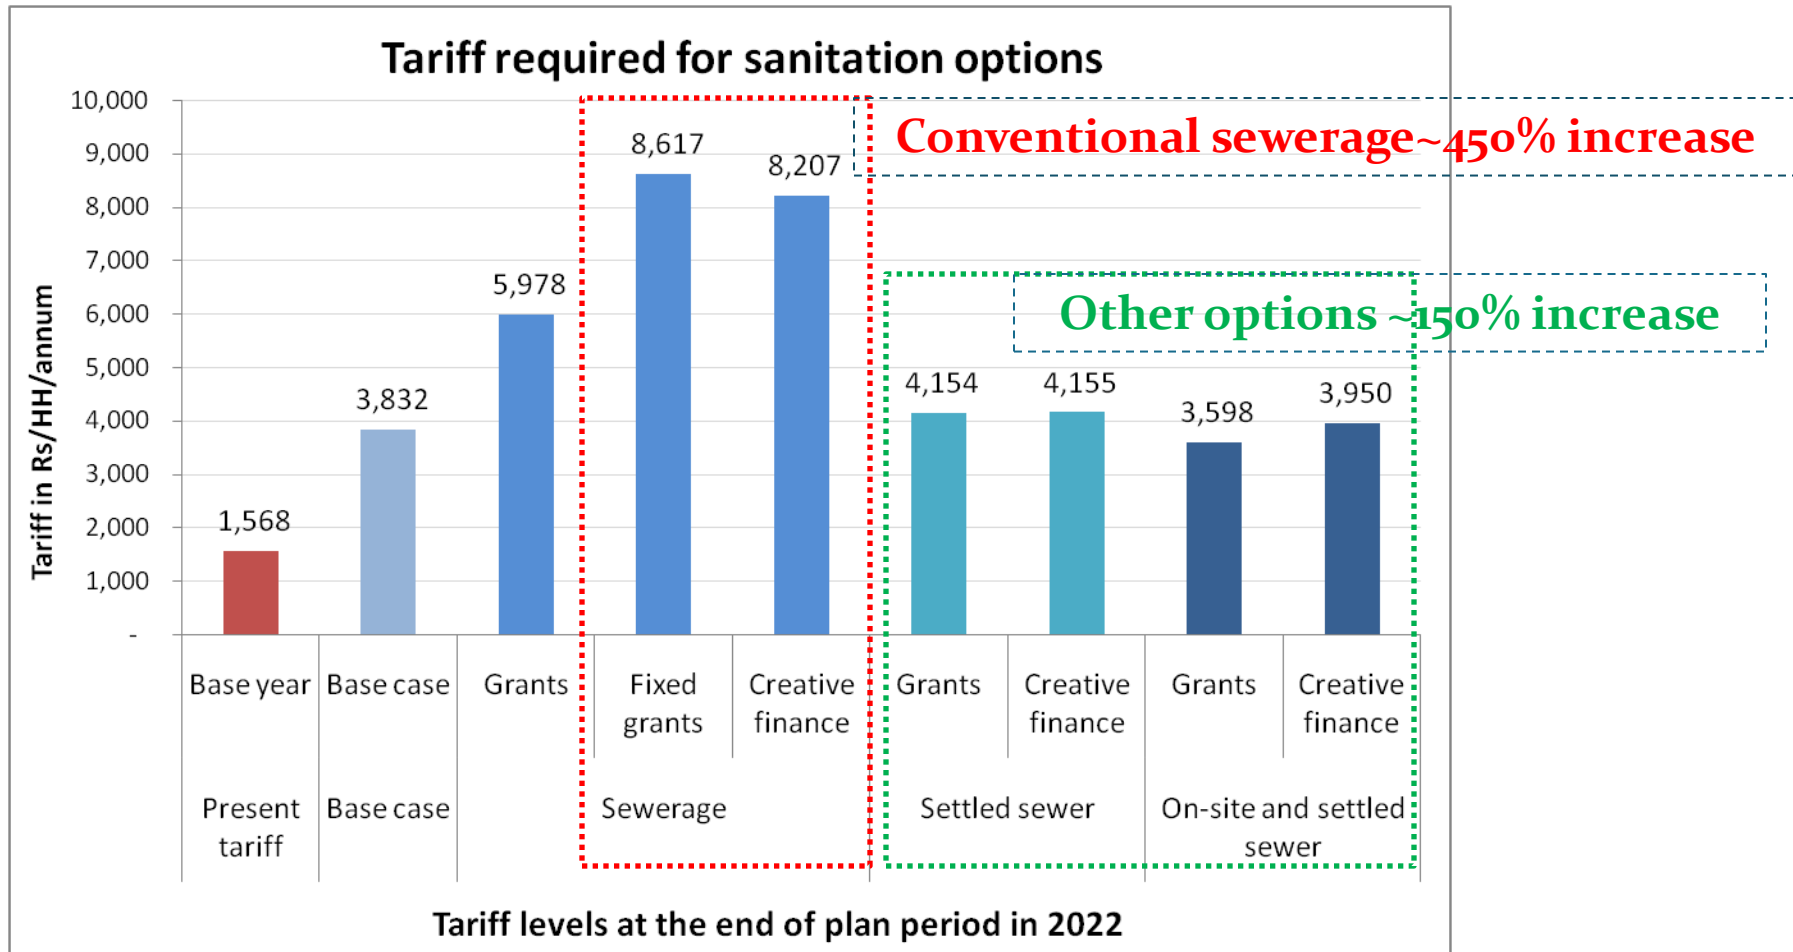 Tariff required for sanitation options
10,000
9,000
8,000
7,000
6,000
5,000
4,000
3,000
2,000
1,000
-
Tariff in Rs/HH/annum
1,568
3,832
5,978
8,617
8,207
4,154
4,155
3,598
3,950
Conventional sewerage~450% increase
Other options ~150% increase
Base year
Base case
Grants
Fixed
grants
Creative
finance
Grants
Creative
finance
Grants
Creative
finance
Present
tariff
Base case
Sewerage
Settled sewer
On-site and settled
sewer
Tariff levels at the end of plan period in 2022